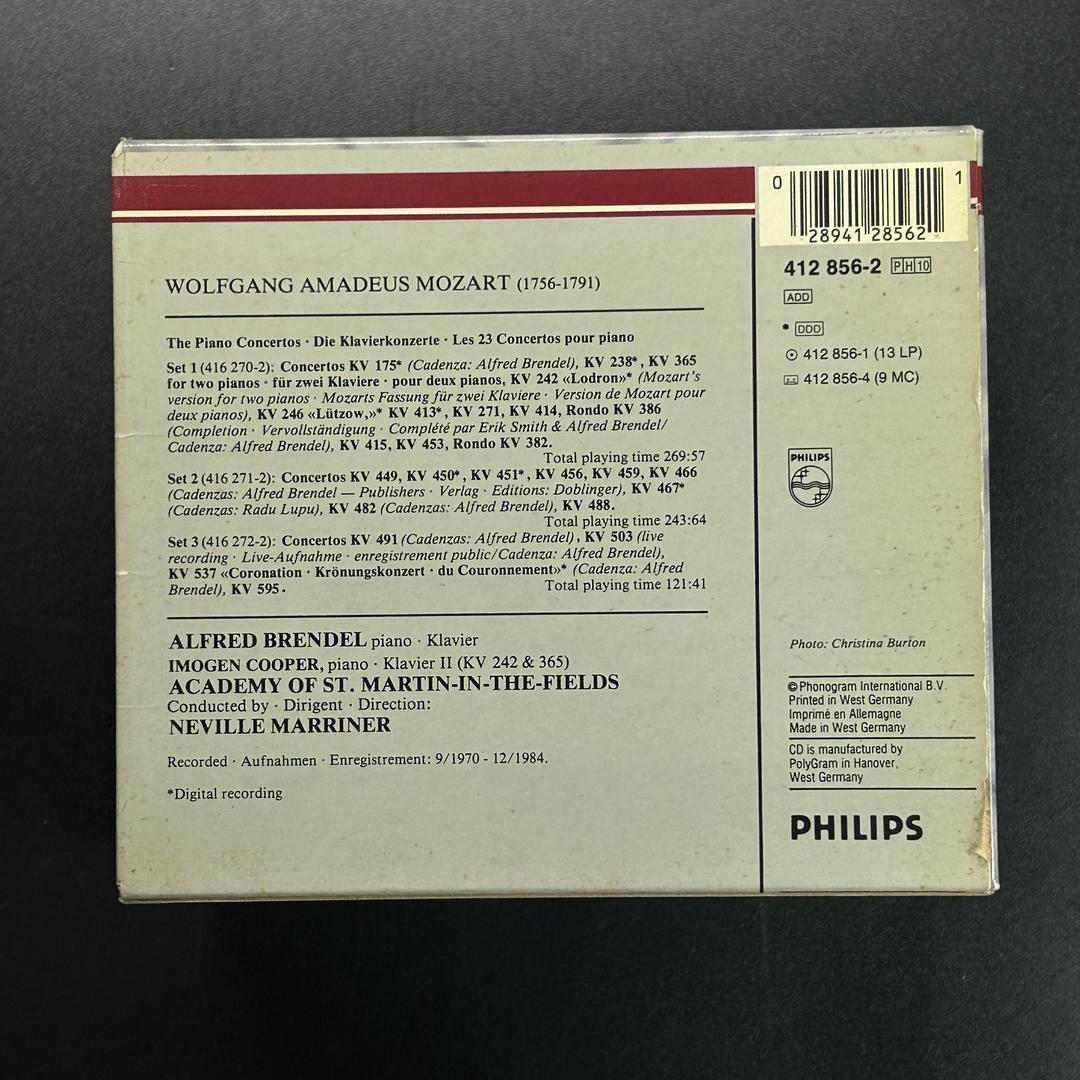 0 28941 28562 1
412 856-2 PH10
ADD
* DDD
412 856-1 (13 LP)
412 856-4 (9 MC)
PHILIPS
WOLFGANG AMADEUS MOZART (1756-1791)
The Piano Concertos · Die Klavierkonzerte · Les 23 Concertos pour piano
Set 1 (416 270-2): Concertos KV 175* (Cadenza: Alfred Brendel), KV 238*, KV 365
for two pianos · für zwei Klaviere · pour deux pianos, KV 242 «Lodron»* (Mozart's
version for two pianos · Mozarts Fassung für zwei Klaviere · Version de Mozart pour
deux pianos), KV 246 «Lützow,»* KV 413*, KV 271, KV 414, Rondo KV 386
(Completion · Vervollständigung · Complété par Erik Smith & Alfred Brendel/
Cadenza: Alfred Brendel), KV 415, KV 453, Rondo KV 382.
Total playing time 269:57
Set 2 (416 271-2): Concertos KV 449, KV 450*, KV 451*, KV 456, KV 459, KV 466
(Cadenzas: Alfred Brendel — Publishers · Verlag · Editions: Doblinger), KV 467*
(Cadenzas: Radu Lupu), KV 482 (Cadenzas: Alfred Brendel), KV 488.
Total playing time 243:64
Set 3 (416 272-2): Concertos KV 491 (Cadenzas: Alfred Brendel), KV 503 (live
recording · Live-Aufnahme · enregistrement public/Cadenza: Alfred Brendel),
KV 537 «Coronation · Krönungskonzert · du Couronnement»* (Cadenza: Alfred
Brendel), KV 595. Total playing time 121:41
ALFRED BRENDEL piano · Klavier
IMOGEN COOPER, piano · Klavier II (KV 242 & 365)
ACADEMY OF ST. MARTIN-IN-THE-FIELDS
Conducted by · Dirigent · Direction:
NEVILLE MARRINER
Recorded · Aufnahmen · Enregistrement: 9/1970 - 12/1984.
*Digital recording
Photo: Christina Burton
© Phonogram International B.V.
Printed in West Germany
Imprimé en Allemagne
Made in West Germany
CD is manufactured by
PolyGram in Hanover,
West Germany
PHILIPS